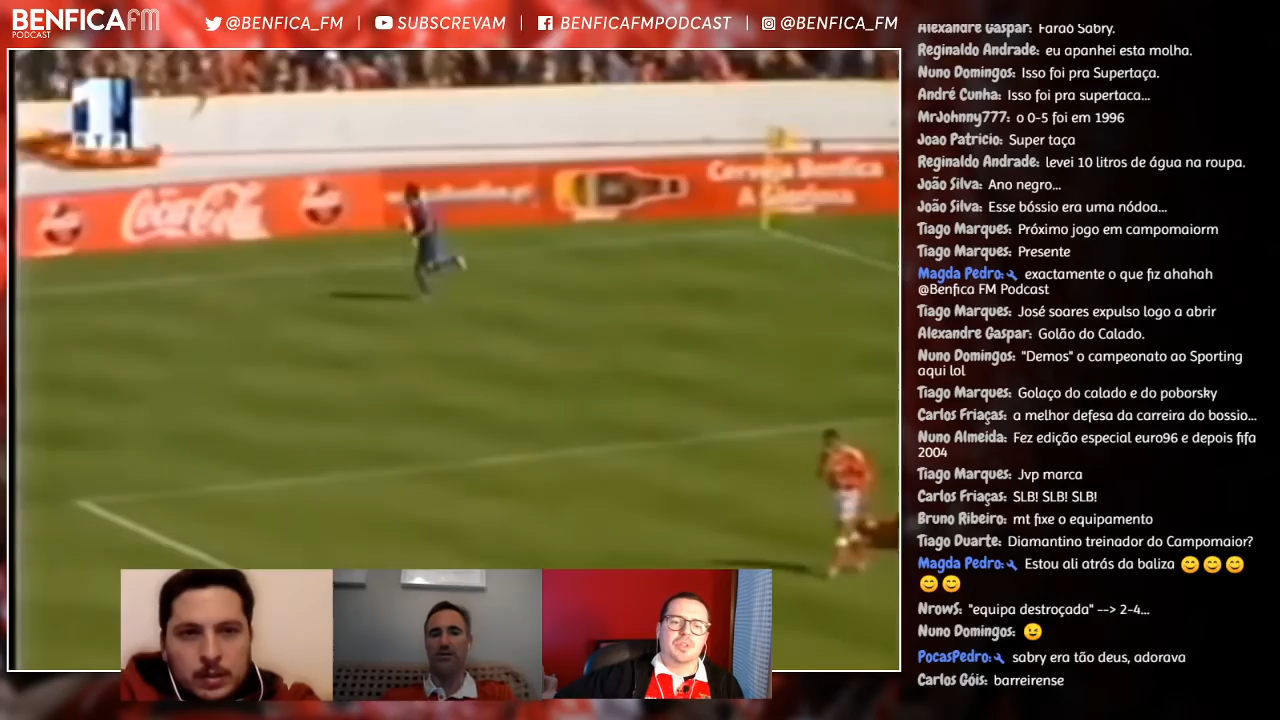 BENFICAFM
PODCAST
@BENFICA_FM | SUBSCREVAM | BENFICAFMPODCAST | @BENFICA_FM
1
RTP
Coca-Cola
Cerveja Benfica
A Gloriosa
Alexandre Gaspar: Faraó Sabry.
Reginaldo Andrade: eu apanhei esta molha.
Nuno Domingos: Isso foi pra Supertaça.
André Cunha: Isso foi pra supertaca...
MrJohnny777: o 0-5 foi em 1996
Joao Patricio: Super taça
Reginaldo Andrade: levei 10 litros de água na roupa.
João Silva: Ano negro...
João Silva: Esse bóssio era uma nódoa...
Tiago Marques: Próximo jogo em campomaiorm
Tiago Marques: Presente
Magda Pedro: exactamente o que fiz ahahah
@Benfica FM Podcast
Tiago Marques: José soares expulso logo a abrir
Alexandre Gaspar: Golão do Calado.
Nuno Domingos: "Demos" o campeonato ao Sporting
aqui lol
Tiago Marques: Golaço do calado e do poborsky
Carlos Friaças: a melhor defesa da carreira do bossio...
Nuno Almeida: Fez edição especial euro96 e depois fifa
2004
Tiago Marques: Jvp marca
Carlos Friaças: SLB! SLB! SLB!
Bruno Ribeiro: mt fixe o equipamento
Tiago Duarte: Diamantino treinador do Campomaior?
Magda Pedro: Estou ali atrás da baliza 😊 😊 😊
😊 😊
NrowS: "equipa destroçada" --> 2-4...
Nuno Domingos: 😉
PocasPedro: sabry era tão deus, adorava
Carlos Góis: barreirense